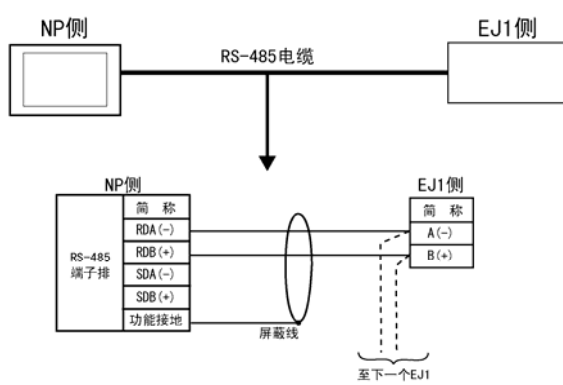 NP侧
EJ1侧
RS-485电缆
NP侧
EJ1侧
简 称
RDA(-)
RDB(+)
SDA(-)
SDB(+)
功能接地
RS-485
端子排
简 称
A(-)
B(+)
屏蔽线
至下一个EJ1